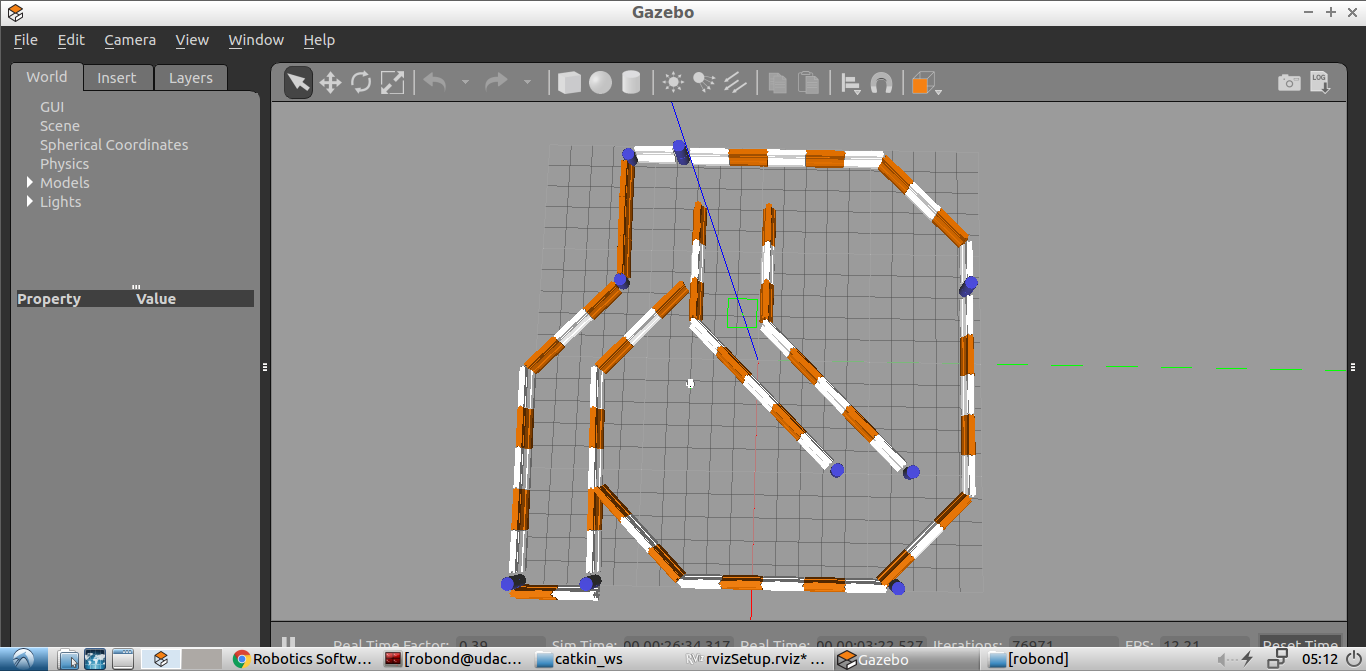 Gazebo
File Edit Camera View Window Help
World Insert Layers
LOG
GUI
Scene
Spherical Coordinates
Physics
Models
Lights
Property Value
Real Time Factor: 0.39 Sim Time: 00 00:26:34.317 Real Time: 00 00:03:22.527 Iterations: 76971 FPS: 12.21 Reset Time
Robotics Softw... [robond@udac... catkin_ws rvizSetup.rviz* ... Gazebo [robond] 05:12